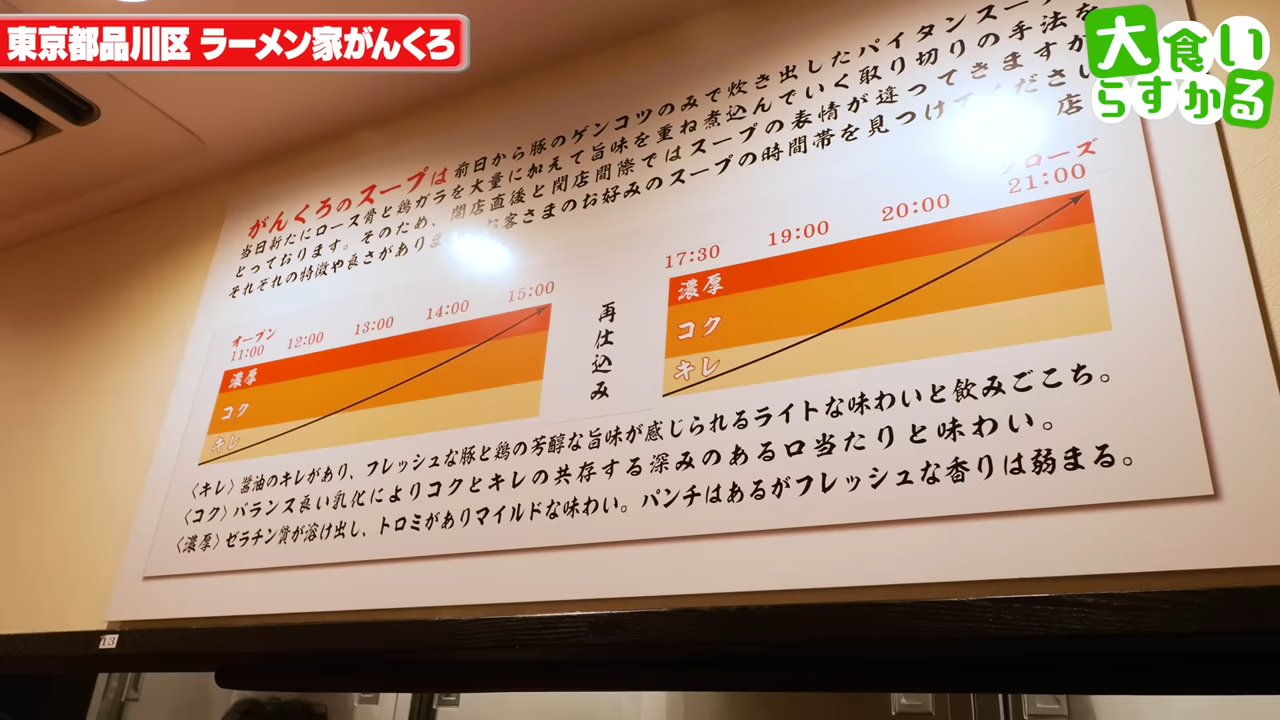 東京都品川区 ラーメン家がんくろ
大食い
らすかる
がんくろのスープは前日から豚のゲンコツのみで炊き出したパイタンスー
当日新たにロース骨と鶏ガラを大量に加えて旨味を重ね煮込んでいく取り切りの手法を
とっております。そのため、開店直後と閉店間際ではスープの表情が違ってきますが
それぞれの特徴や良さがありま お客さまのお好みのスープの時間帯を見つけてください
店
オープン
11:00 12:00 13:00 14:00 15:00
濃厚
コク
キレ
再仕込み
ローズ
17:30 19:00 20:00 21:00
濃厚
コク
キレ
〈キレ〉醤油のキレがあり、フレッシュな豚と鶏の芳醇な旨味が感じられるライトな味わいと飲みごこち。
〈コク〉バランス良い乳化によりコクとキレの共存する深みのある口当たりと味わい。
〈濃厚〉ゼラチン質が溶け出し、トロミがありマイルドな味わい。パンチはあるがフレッシュな香りは弱まる。
13